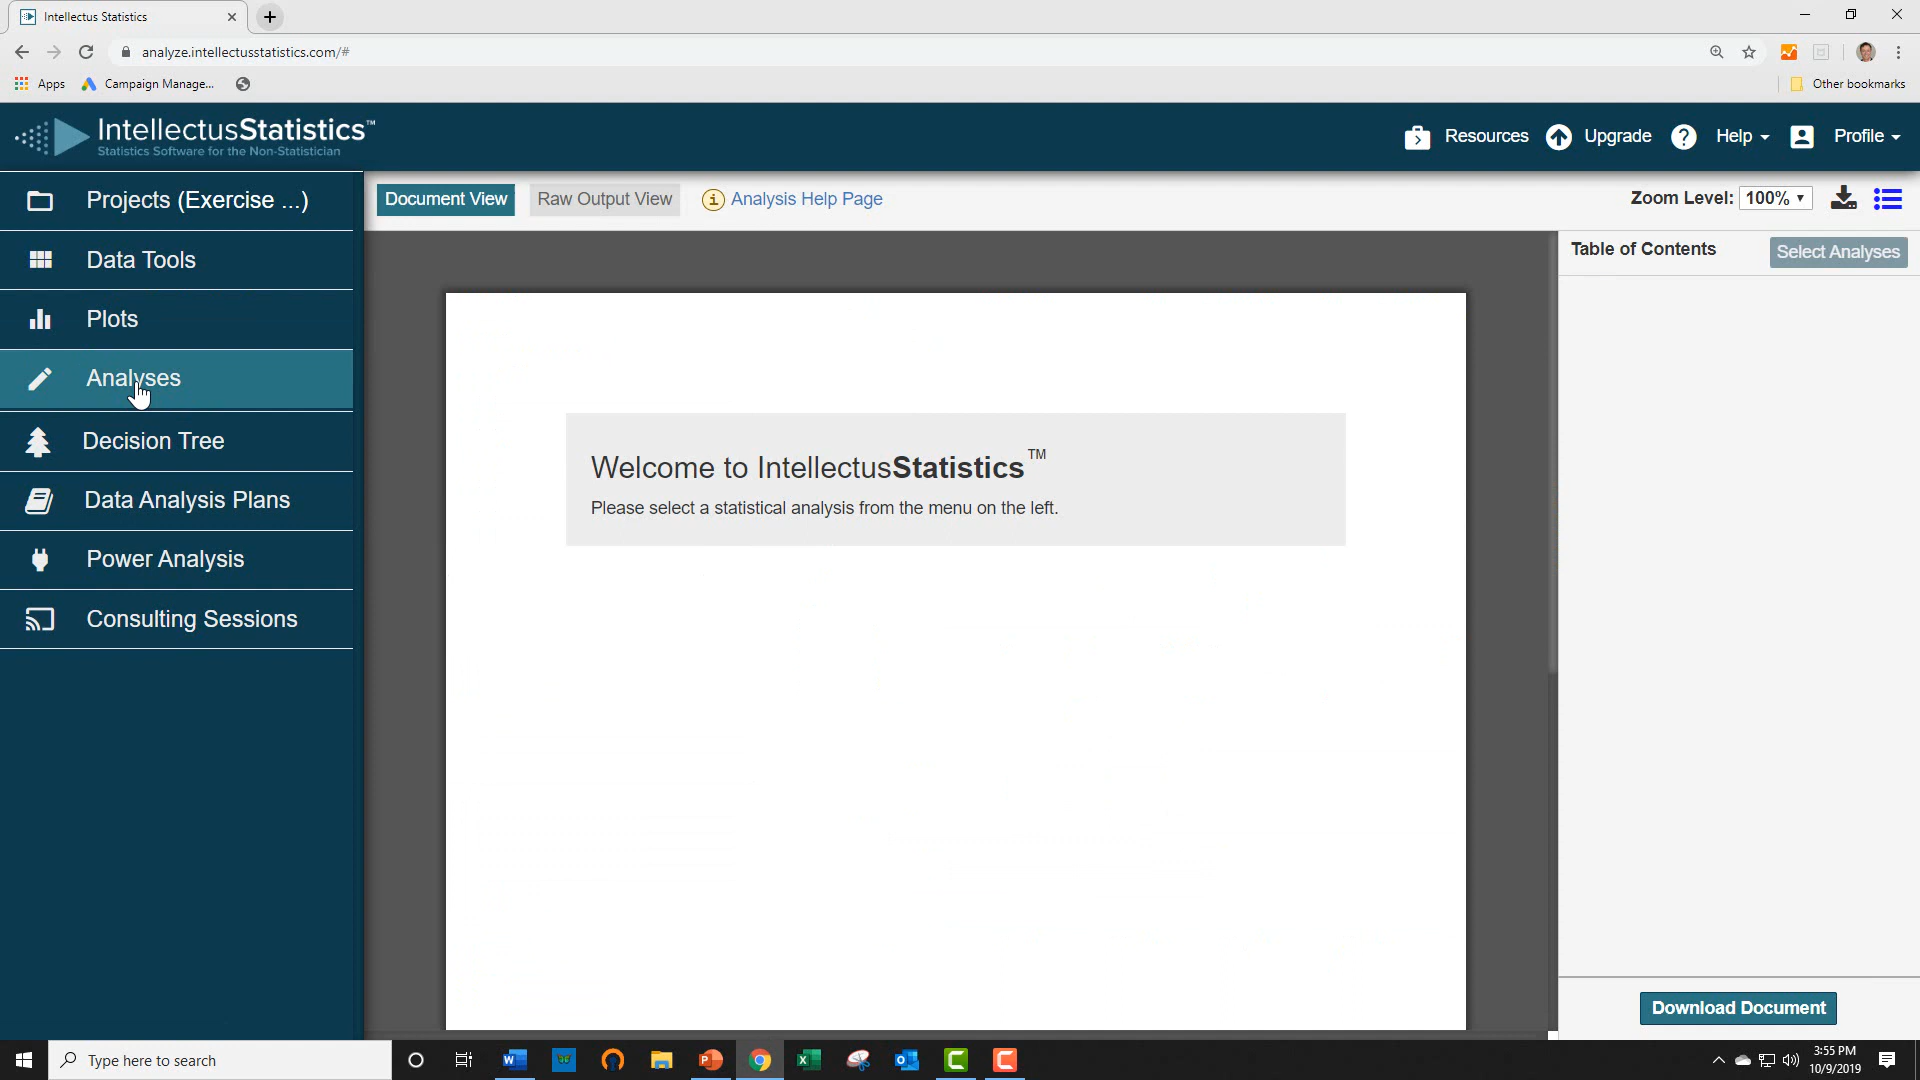 Intellectus Statistics
analyze.intellectusstatistics.com/#
Apps
Campaign Manage...
Other bookmarks
IntellectusStatistics™
Statistics Software for the Non-Statistician
Resources
Upgrade
Help
Profile
Projects (Exercise ...)
Data Tools
Plots
Analyses
Decision Tree
Data Analysis Plans
Power Analysis
Consulting Sessions
Document View
Raw Output View
Analysis Help Page
Zoom Level: 100%
Table of Contents
Select Analyses
Welcome to IntellectusStatistics™
Please select a statistical analysis from the menu on the left.
Download Document
Type here to search
3:55 PM
10/9/2019